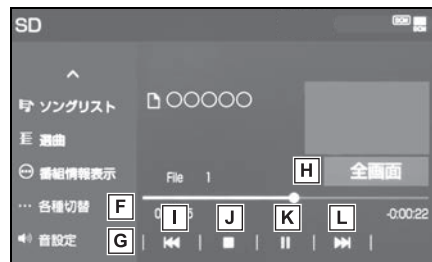 SD
ソングリスト
○○○○○
選曲
番組情報表示
File 1
H 全画面
各種切替 F
-0:00:22
音設定 G
I J K L